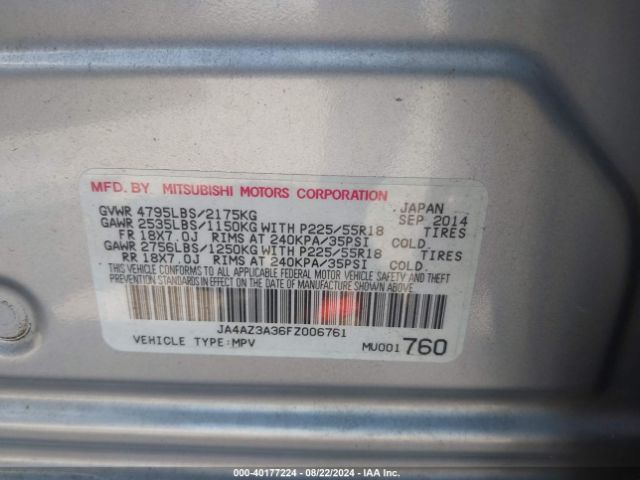 MFD. BY MITSUBISHI MOTORS CORPORATION
JAPAN
GVWR 4795LBS/2175KG SEP 2014
GAWR 2535LBS/1150KG WITH P225/55R18 TIRES
FR 18X7.0J RIMS AT 240KPA/35PSI COLD.
GAWR 2756LBS/1250KG WITH P225/55R18 TIRES
RR 18X7.0J RIMS AT 240KPA/35PSI COLD.
THIS VEHICLE CONFORMS TO ALL APPLICABLE FEDERAL MOTOR VEHICLE SAFETY AND THEFT
PREVENTION STANDARDS IN EFFECT ON THE DATE OF MANUFACTURE SHOWN ABOVE.
JA4AZ3A36FZ006761
VEHICLE TYPE:MPV MU001760
000-40177224 - 08/22/2024 - IAA Inc.